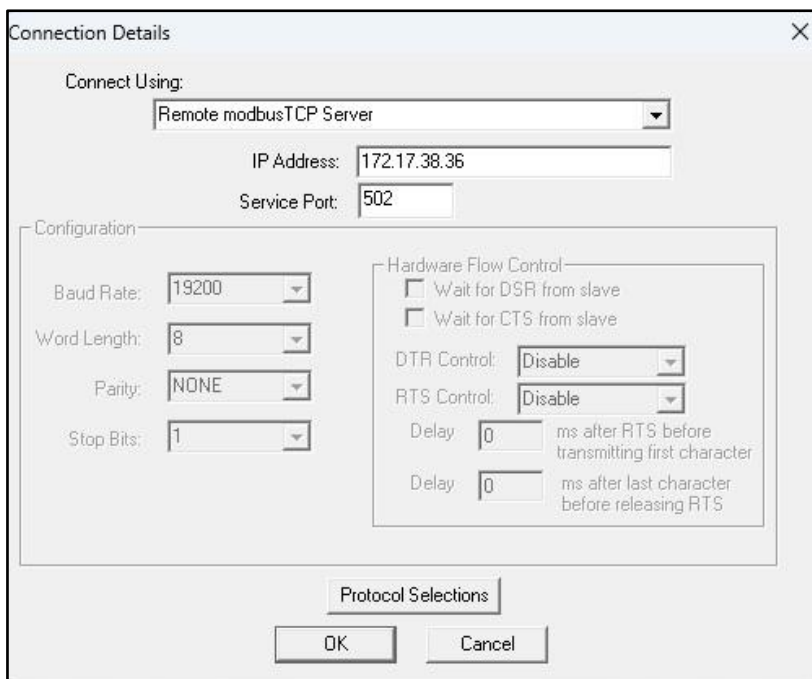 Connection Details
Connect Using:
Remote modbusTCP Server
IP Address: 172.17.38.36
Service Port: 502
Configuration
Baud Rate: 19200
Word Length: 8
Parity: NONE
Stop Bits: 1
Hardware Flow Control
Wait for DSR from slave
Wait for CTS from slave
DTR Control: Disable
RTS Control: Disable
Delay 0 ms after RTS before
transmitting first character
Delay 0 ms after last character
before releasing RTS
Protocol Selections
OK Cancel